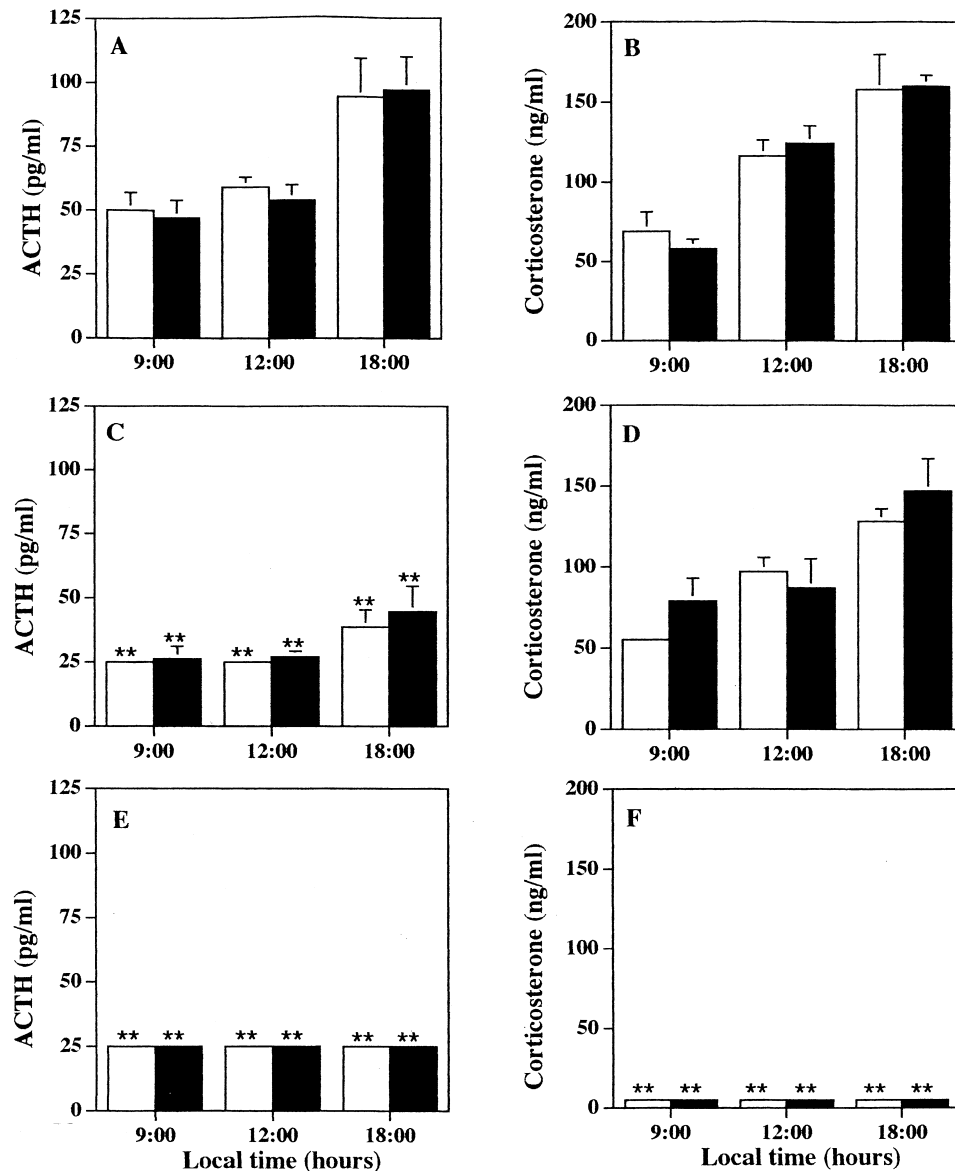 A
ACTH (pg/ml)
125
100
75
50
25
0
9:00 12:00 18:00
B
Corticosterone (ng/ml)
200
150
100
50
0
9:00 12:00 18:00
C
ACTH (pg/ml)
125
100
75
50
25
0
** ** ** ** ** **
9:00 12:00 18:00
D
Corticosterone (ng/ml)
200
150
100
50
0
9:00 12:00 18:00
E
ACTH (pg/ml)
125
100
75
50
25
0
** ** ** ** ** **
9:00 12:00 18:00
Local time (hours)
F
Corticosterone (ng/ml)
200
150
100
50
0
** ** ** ** ** **
9:00 12:00 18:00
Local time (hours)